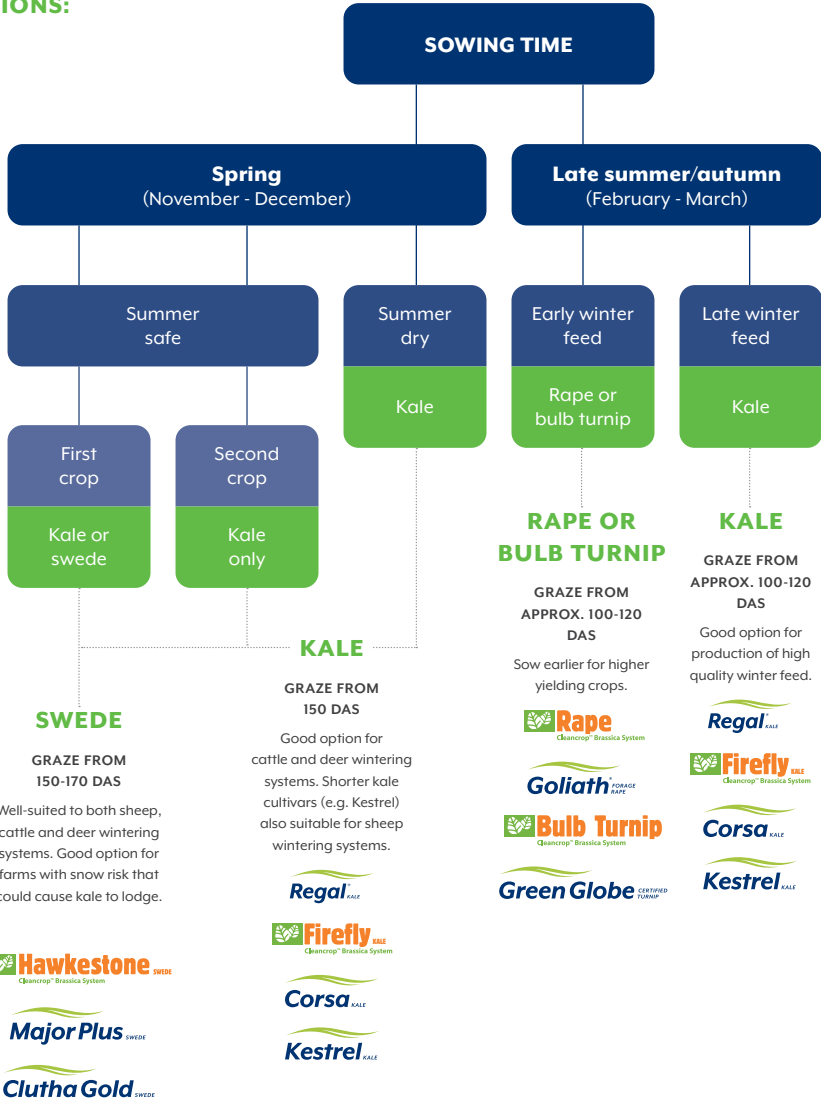 IONS:
SOWING TIME
Spring
(November - December)
Late summer/autumn
(February - March)
Summer
safe
Summer
dry
Kale
Early winter
feed
Rape or
bulb turnip
Late winter
feed
Kale
First
crop
Kale or
swede
Second
crop
Kale
only
SWEDE
GRAZE FROM
150-170 DAS
Well-suited to both sheep,
cattle and deer wintering
systems. Good option for
farms with snow risk that
could cause kale to lodge.
Hawkestone SWEDE
Cleancrop™ Brassica System
Major Plus SWEDE
Clutha Gold SWEDE
KALE
GRAZE FROM
150 DAS
Good option for
cattle and deer wintering
systems. Shorter kale
cultivars (e.g. Kestrel)
also suitable for sheep
wintering systems.
Regal® KALE
Firefly KALE
Cleancrop™ Brassica System
Corsa KALE
Kestrel KALE
RAPE OR
BULB TURNIP
GRAZE FROM
APPROX. 100-120
DAS
Sow earlier for higher
yielding crops.
Rape
Cleancrop™ Brassica System
Goliath® FORAGE RAPE
Bulb Turnip
Cleancrop™ Brassica System
Green Globe CERTIFIED TURNIP
KALE
GRAZE FROM
APPROX. 100-120
DAS
Good option for
production of high
quality winter feed.
Regal® KALE
Firefly KALE
Cleancrop™ Brassica System
Corsa KALE
Kestrel KALE